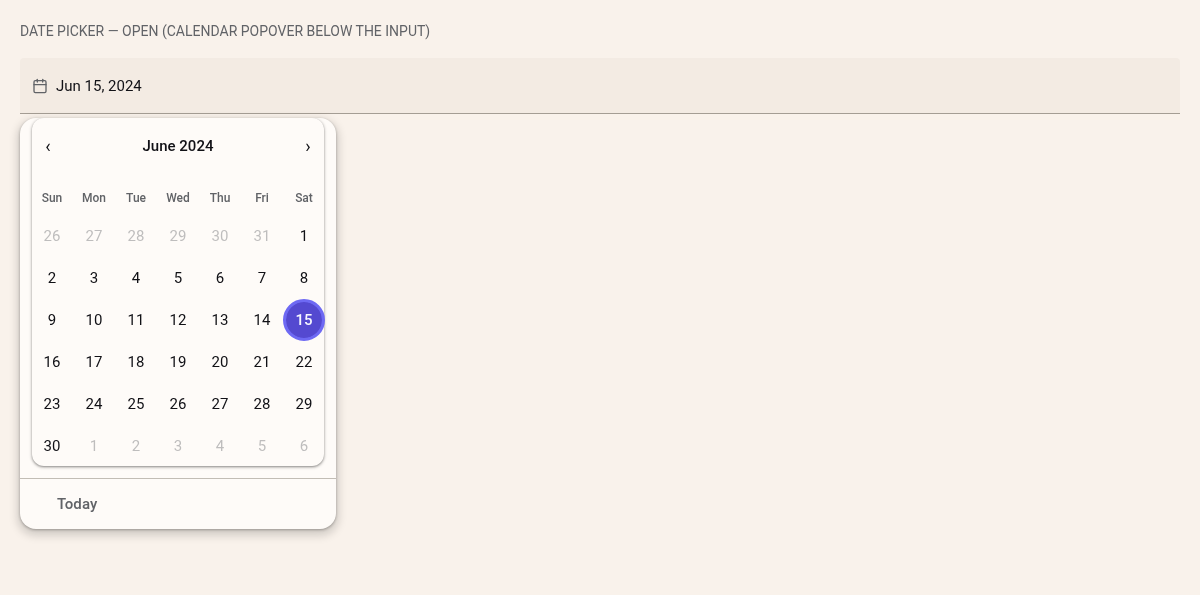 DATE PICKER — OPEN (CALENDAR POPOVER BELOW THE INPUT)
Jun 15, 2024
‹ June 2024 ›
Sun Mon Tue Wed Thu Fri Sat
26 27 28 29 30 31 1
2 3 4 5 6 7 8
9 10 11 12 13 14 15
16 17 18 19 20 21 22
23 24 25 26 27 28 29
30 1 2 3 4 5 6
Today